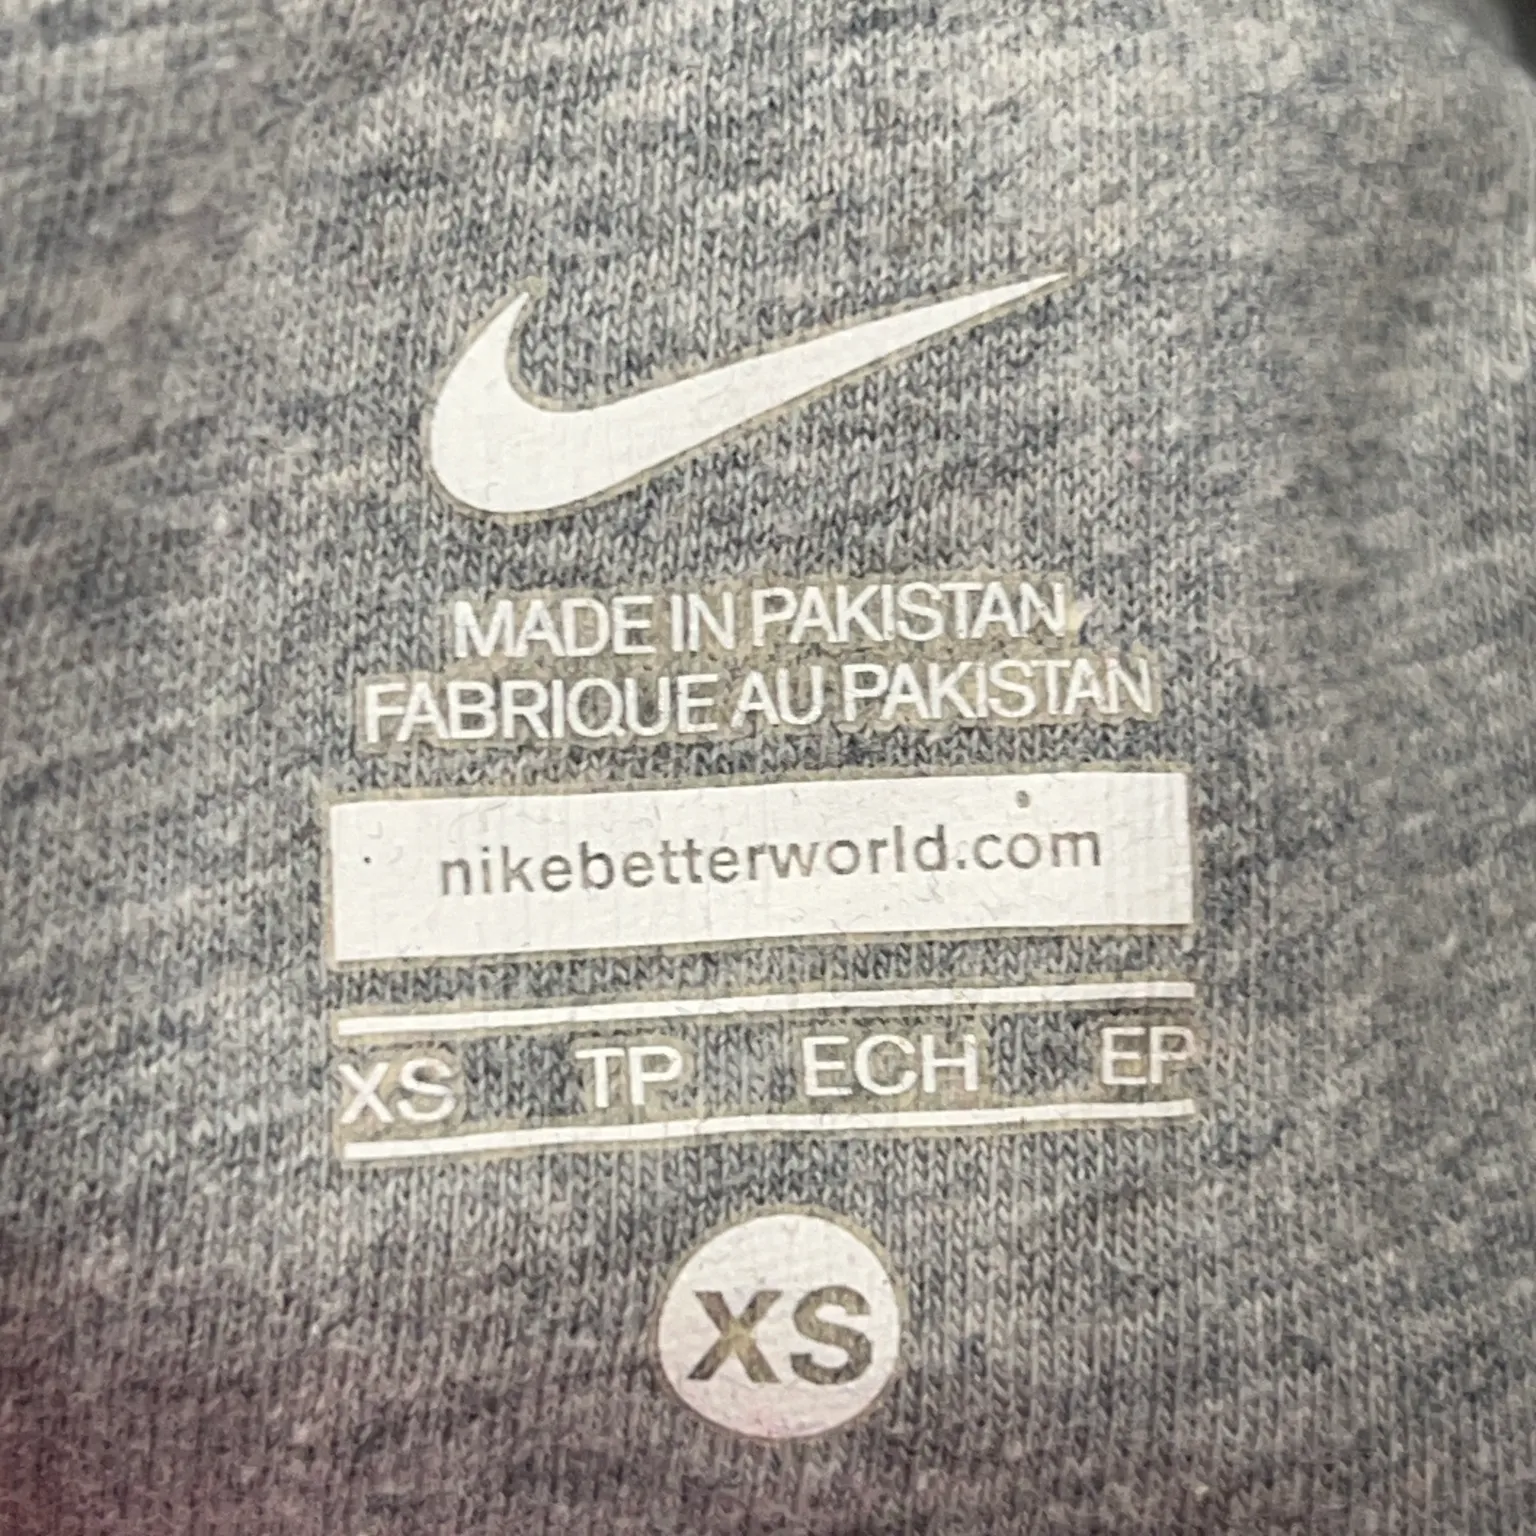 MADE IN PAKISTAN
FABRIQUE AU PAKISTAN
nikebetterworld.com
XS TP ECH EP
XS